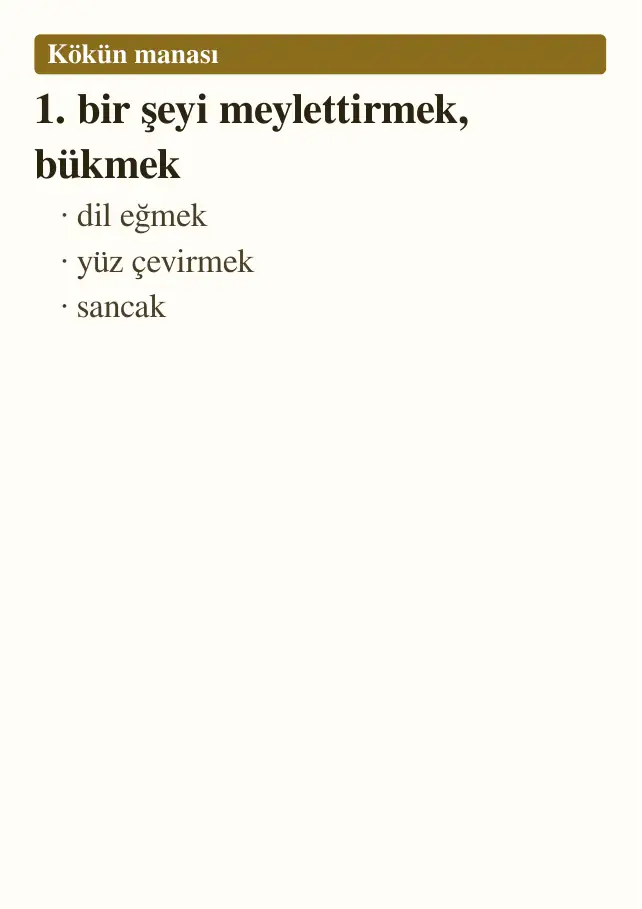 Kökün manası
1. bir şeyi meylettirmek,
bükmek
· dil eğmek
· yüz çevirmek
· sancak